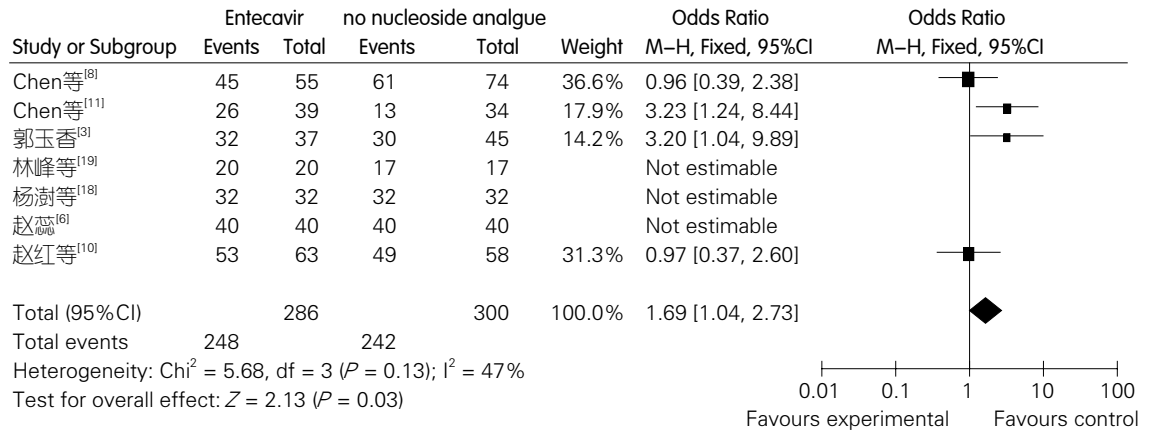 Entecavir no nucleoside analgue Odds Ratio Odds Ratio
Study or Subgroup Events Total Events Total Weight M–H, Fixed, 95%CI M–H, Fixed, 95%CI
Chen等[8] 45 55 61 74 36.6% 0.96 [0.39, 2.38]
Chen等[11] 26 39 13 34 17.9% 3.23 [1.24, 8.44]
郭玉香[3] 32 37 30 45 14.2% 3.20 [1.04, 9.89]
林峰等[19] 20 20 17 17 Not estimable
杨澍等[18] 32 32 32 32 Not estimable
赵蕊[6] 40 40 40 40 Not estimable
赵红等[10] 53 63 49 58 31.3% 0.97 [0.37, 2.60]
Total (95%CI) 286 300 100.0% 1.69 [1.04, 2.73]
Total events 248 242
Heterogeneity: Chi² = 5.68, df = 3 (P = 0.13); I² = 47%
Test for overall effect: Z = 2.13 (P = 0.03)
0.01 0.1 1 10 100
Favours experimental Favours control